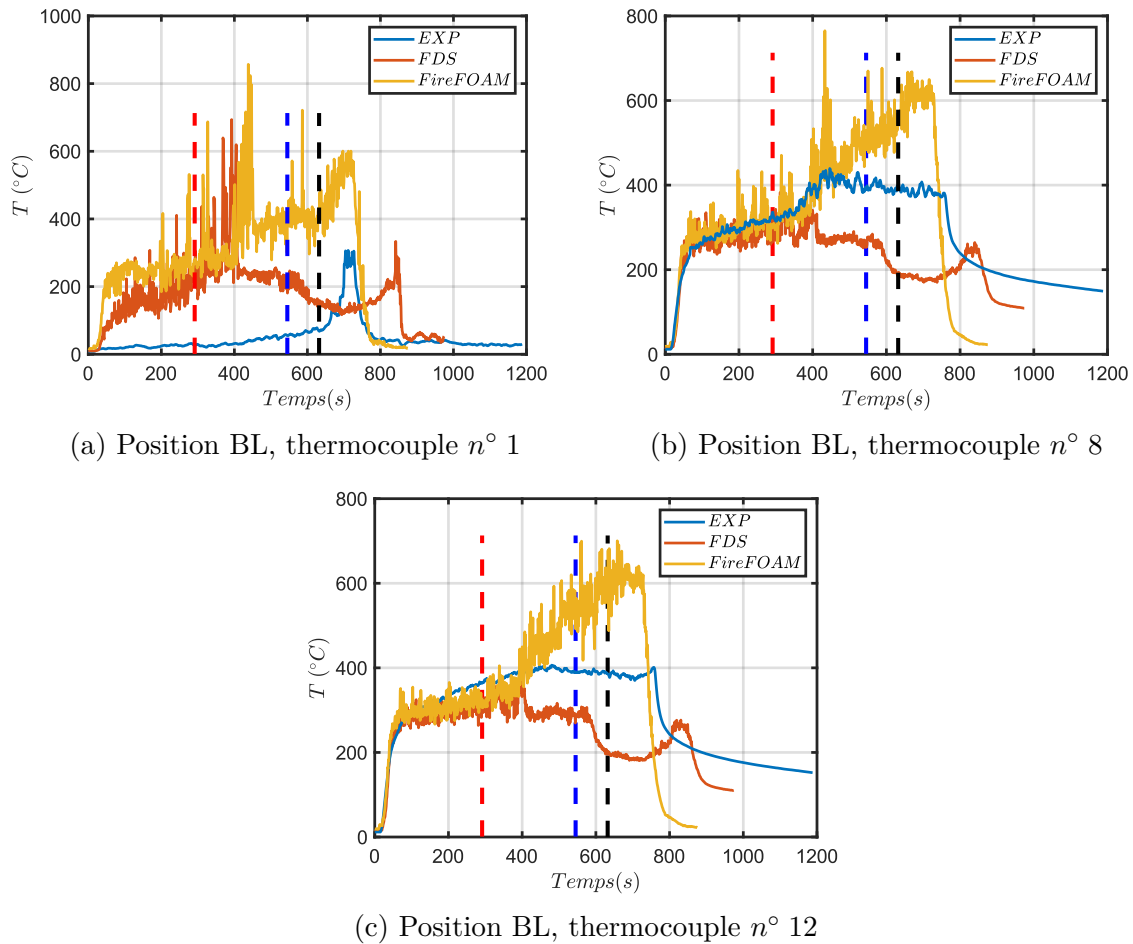 1000
800
600
400
200
0
T (°C)
EXP
FDS
FireFOAM
0 200 400 600 800 1000 1200
Temps(s)
(a) Position BL, thermocouple n° 1
800
600
400
200
0
T (°C)
EXP
FDS
FireFOAM
0 200 400 600 800 1000 1200
Temps(s)
(b) Position BL, thermocouple n° 8
800
600
400
200
0
T (°C)
EXP
FDS
FireFOAM
0 200 400 600 800 1000 1200
Temps(s)
(c) Position BL, thermocouple n° 12